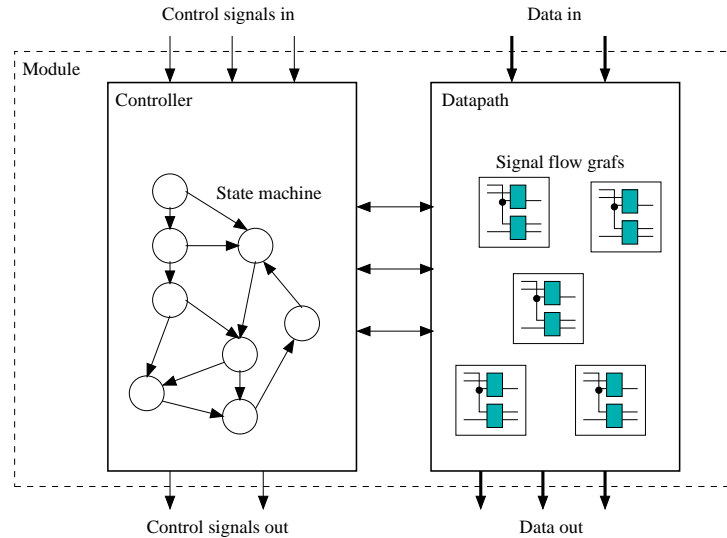 Control signals in
Data in
Module
Controller
Datapath
Signal flow grafs
State machine
Control signals out
Data out